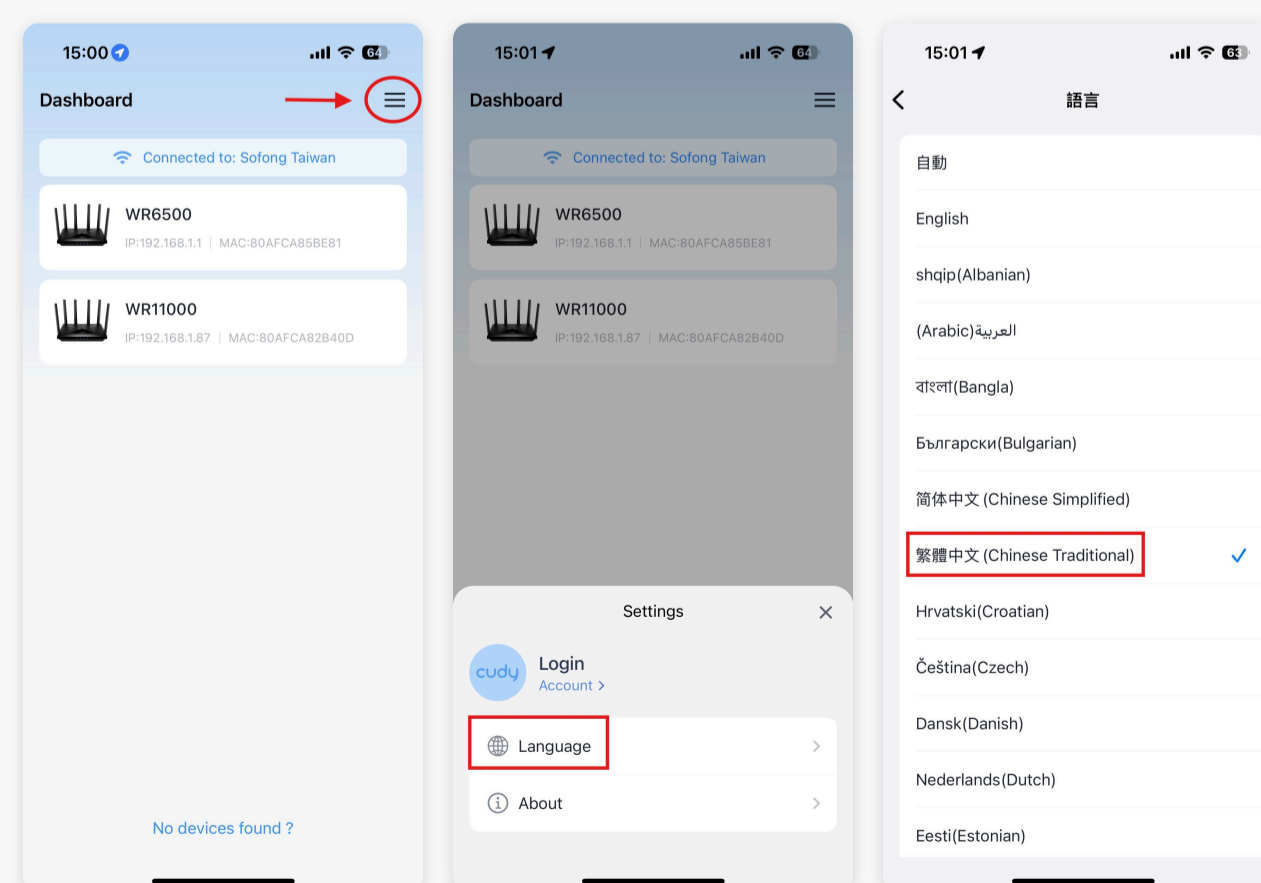 15:00
64
Dashboard
Connected to: Sofong Taiwan
WR6500
IP:192.168.1.1 | MAC:80AFCA85BE81
WR11000
IP:192.168.1.87 | MAC:80AFCA82B40D
No devices found ?
15:01
64
Dashboard
Connected to: Sofong Taiwan
WR6500
IP:192.168.1.1 | MAC:80AFCA85BE81
WR11000
IP:192.168.1.87 | MAC:80AFCA82B40D
Settings
cudy
Login
Account >
Language
About
15:01
63
語言
自動
English
shqip(Albanian)
العربية(Arabic)
বাংলা(Bangla)
Български(Bulgarian)
简体中文 (Chinese Simplified)
繁體中文 (Chinese Traditional)
Hrvatski(Croatian)
Čeština(Czech)
Dansk(Danish)
Nederlands(Dutch)
Eesti(Estonian)